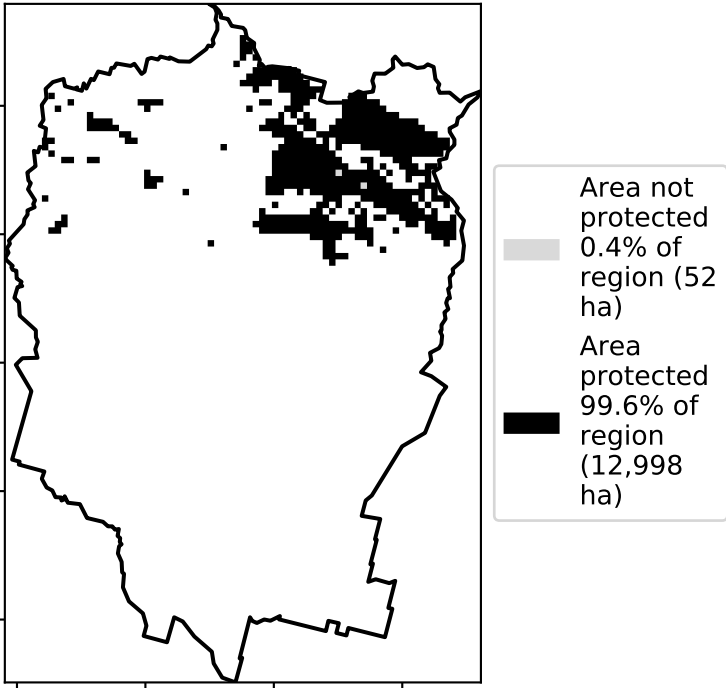 Area not
protected
0.4% of
region (52
ha)
Area
protected
99.6% of
region
(12,998
ha)